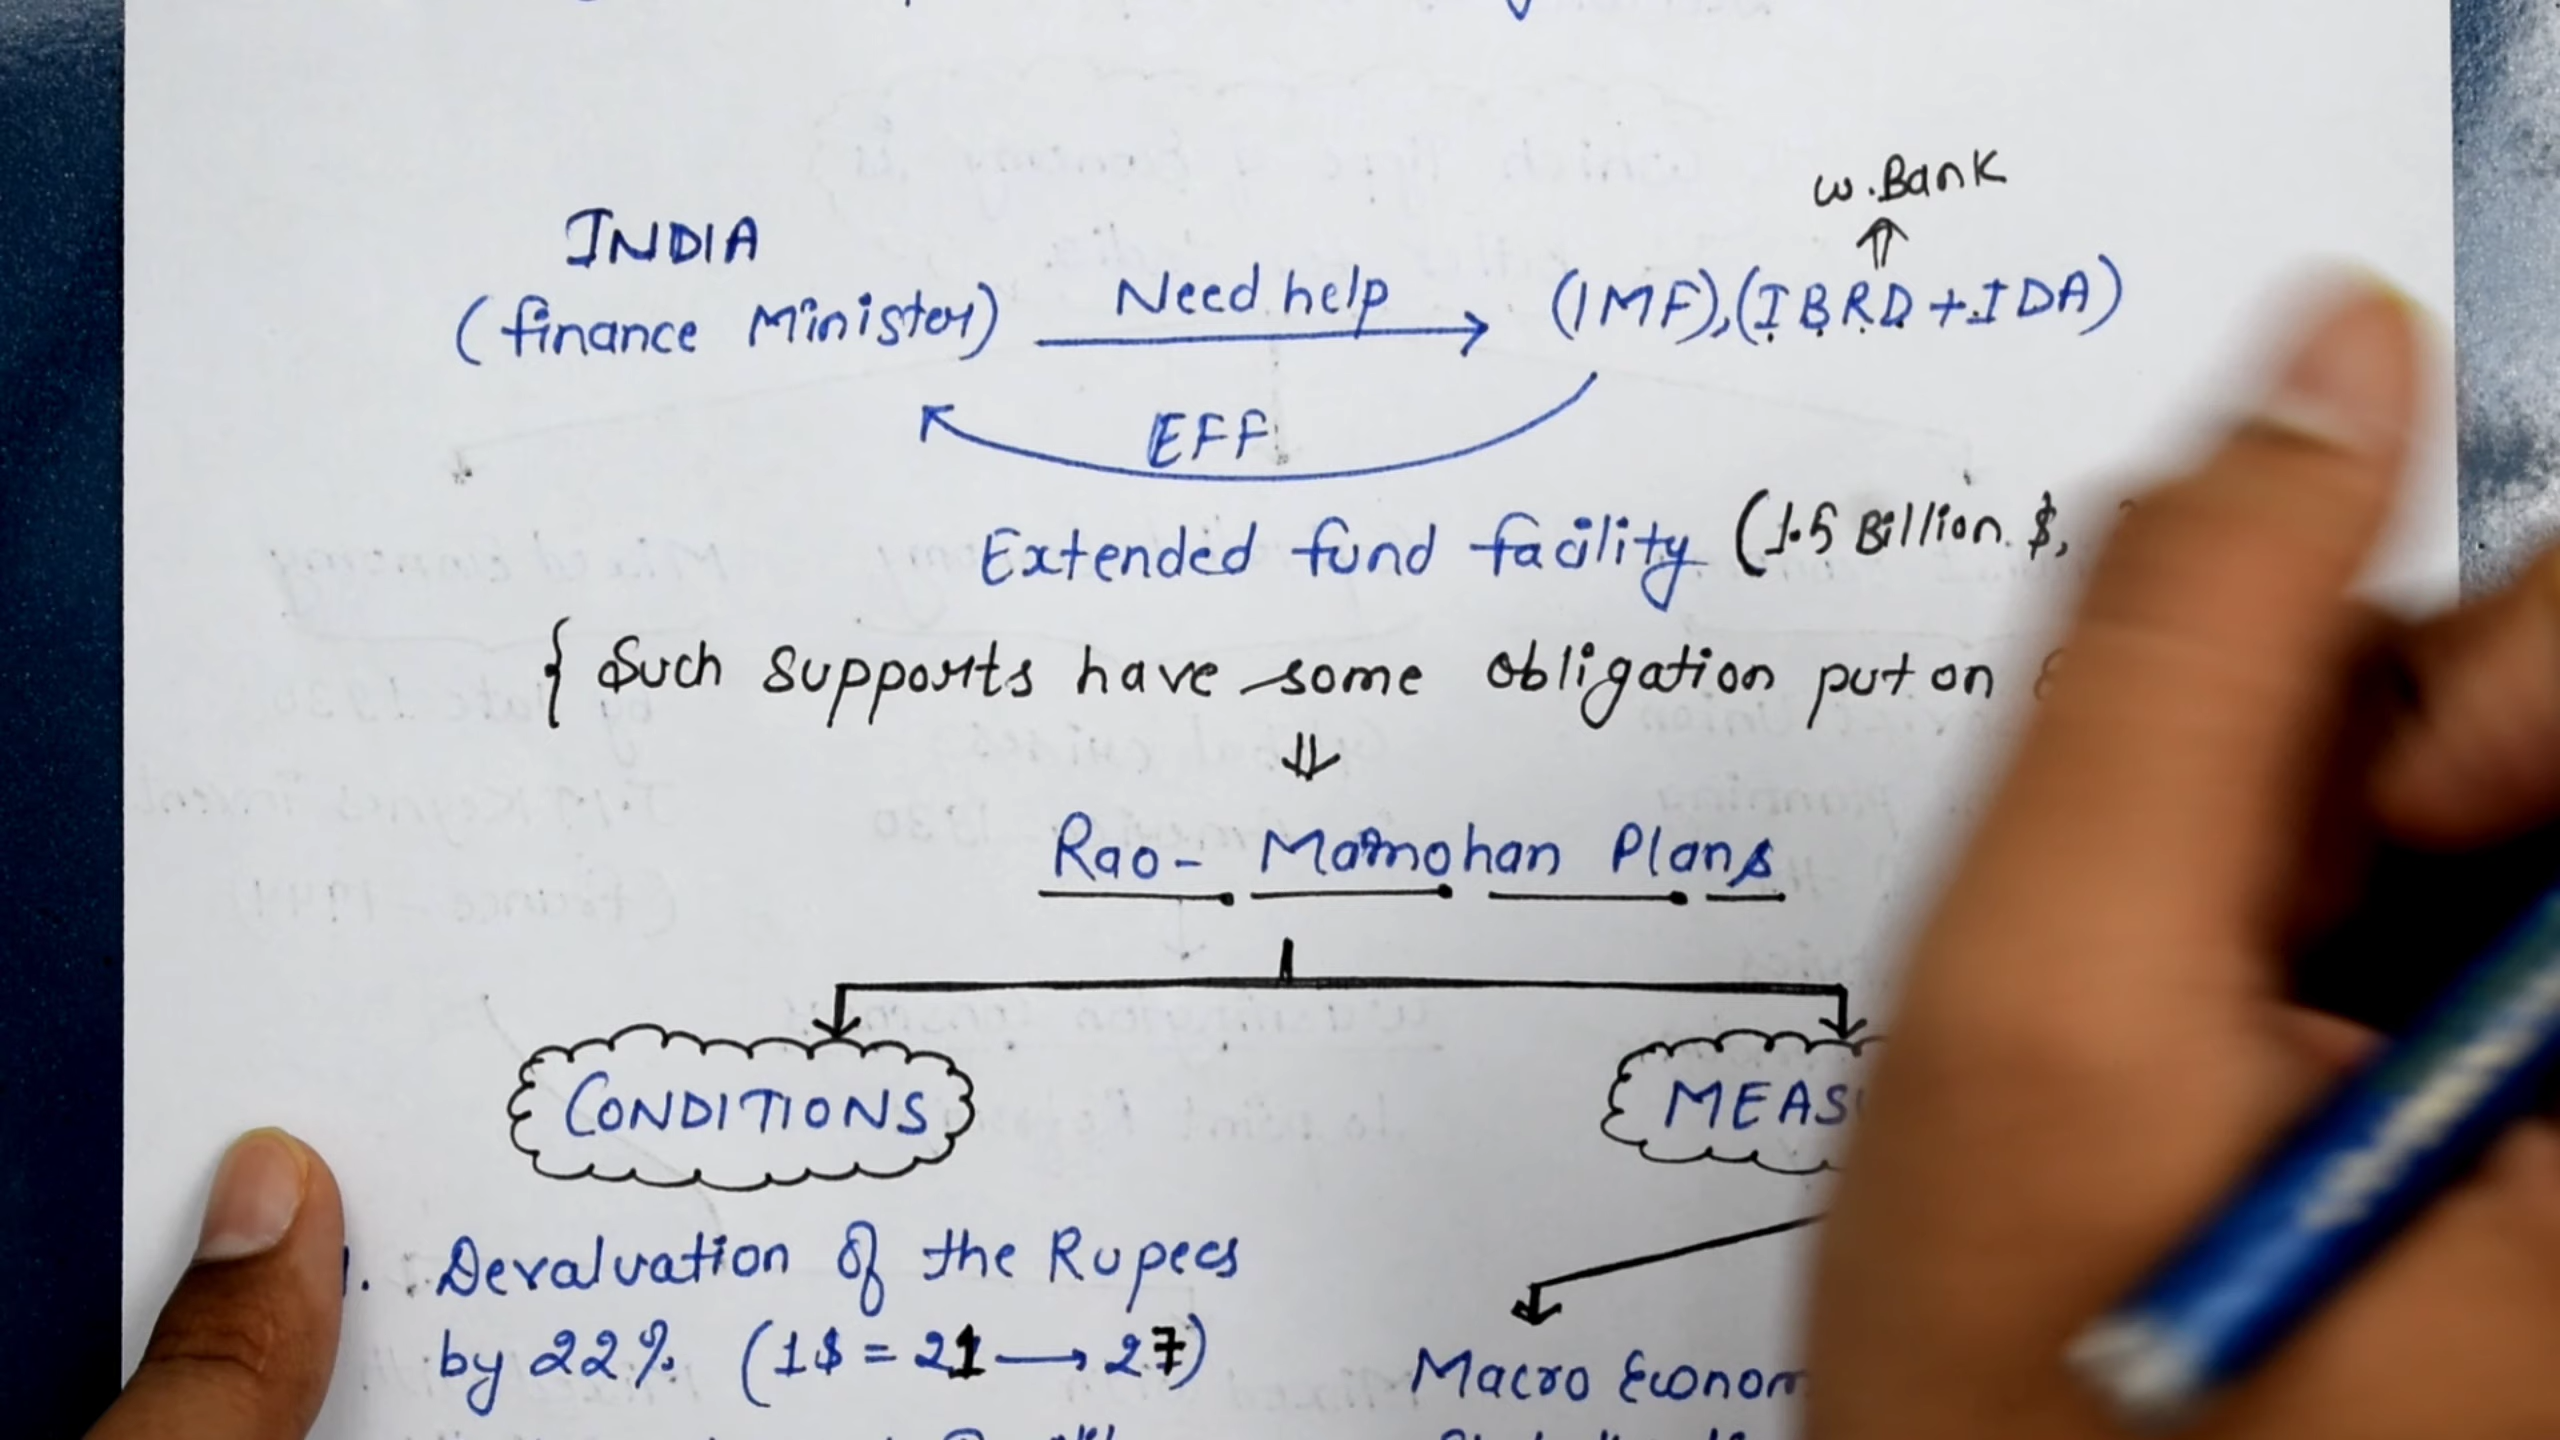 w.Bank
INDIA
(finance Minister) Need help (IMF),(IBRD+IDA)
EFF
Extended fund facility (1.5 Billion $,
{ Such supports have some obligation put on
Rao- Manmohan Plans
CONDITIONS
1. Devaluation of the Rupees
by 22% (1$ = 21 → 27)
Macro